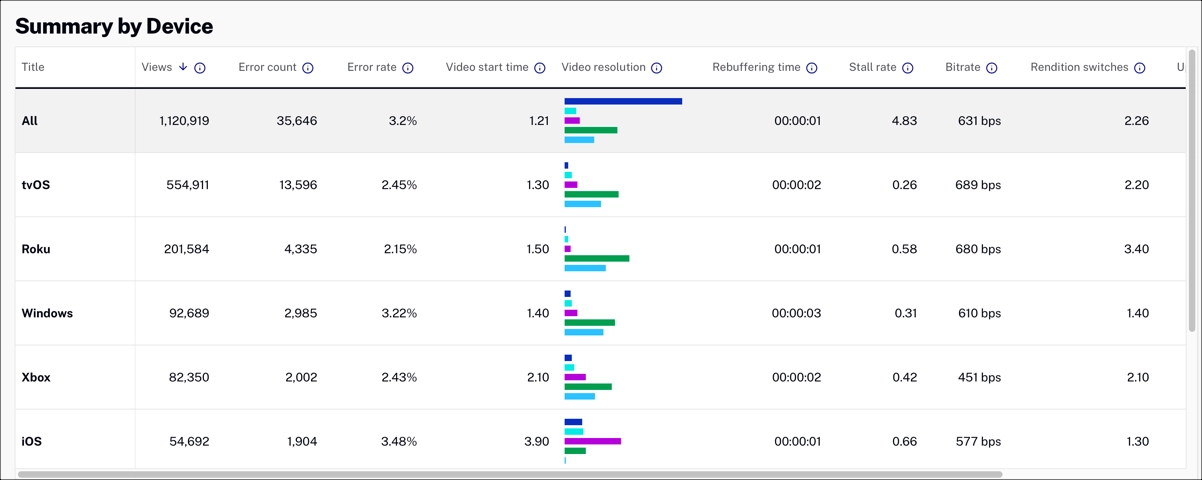 Summary by Device
Title Views Error count Error rate Video start time Video resolution Rebuffering time Stall rate Bitrate Rendition switches
All 1,120,919 35,646 3.2% 1.21 00:00:01 4.83 631 bps 2.26
tvOS 554,911 13,596 2.45% 1.30 00:00:02 0.26 689 bps 2.20
Roku 201,584 4,335 2.15% 1.50 00:00:01 0.58 680 bps 3.40
Windows 92,689 2,985 3.22% 1.40 00:00:03 0.31 610 bps 1.40
Xbox 82,350 2,002 2.43% 2.10 00:00:02 0.42 451 bps 2.10
iOS 54,692 1,904 3.48% 3.90 00:00:01 0.66 577 bps 1.30